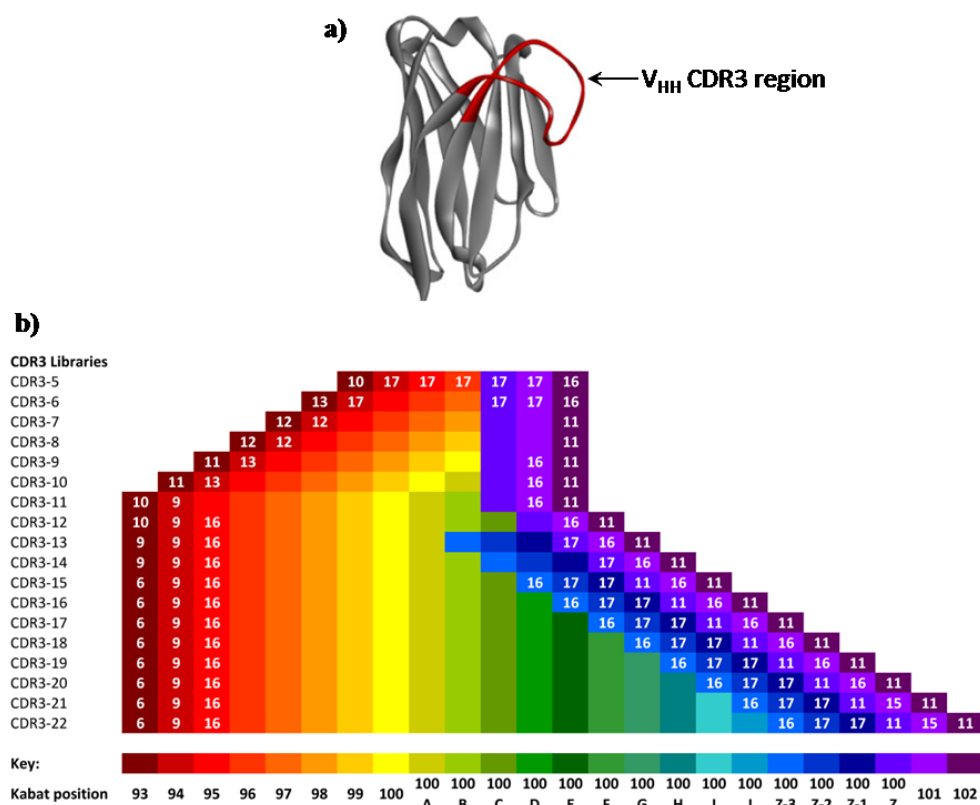 a)
VHH CDR3 region
b)
CDR3 Libraries
CDR3-5 10 17 17 17 17 17 16
CDR3-6 13 17 17 17 16
CDR3-7 12 12 11
CDR3-8 12 12 11
CDR3-9 11 13 16 11
CDR3-10 11 13 16 11
CDR3-11 10 9 16 11
CDR3-12 10 9 16 16 11
CDR3-13 9 9 16 17 16 11
CDR3-14 9 9 16 17 16 11
CDR3-15 6 9 16 16 17 17 11 16 11
CDR3-16 6 9 16 16 17 17 11 16 11
CDR3-17 6 9 16 16 17 17 11 16 11
CDR3-18 6 9 16 16 17 17 11 16 11
CDR3-19 6 9 16 16 17 17 11 16 11
CDR3-20 6 9 16 16 17 17 11 16 11
CDR3-21 6 9 16 16 17 17 11 15 11
CDR3-22 6 9 16 16 17 17 11 15 11
Key:
100 100 100 100 100 100 100 100 100 100 100 100 100 100
Kabat position 93 94 95 96 97 98 99 100 101 102
A B C D E F G H I J Z-3 Z-2 Z-1 Z